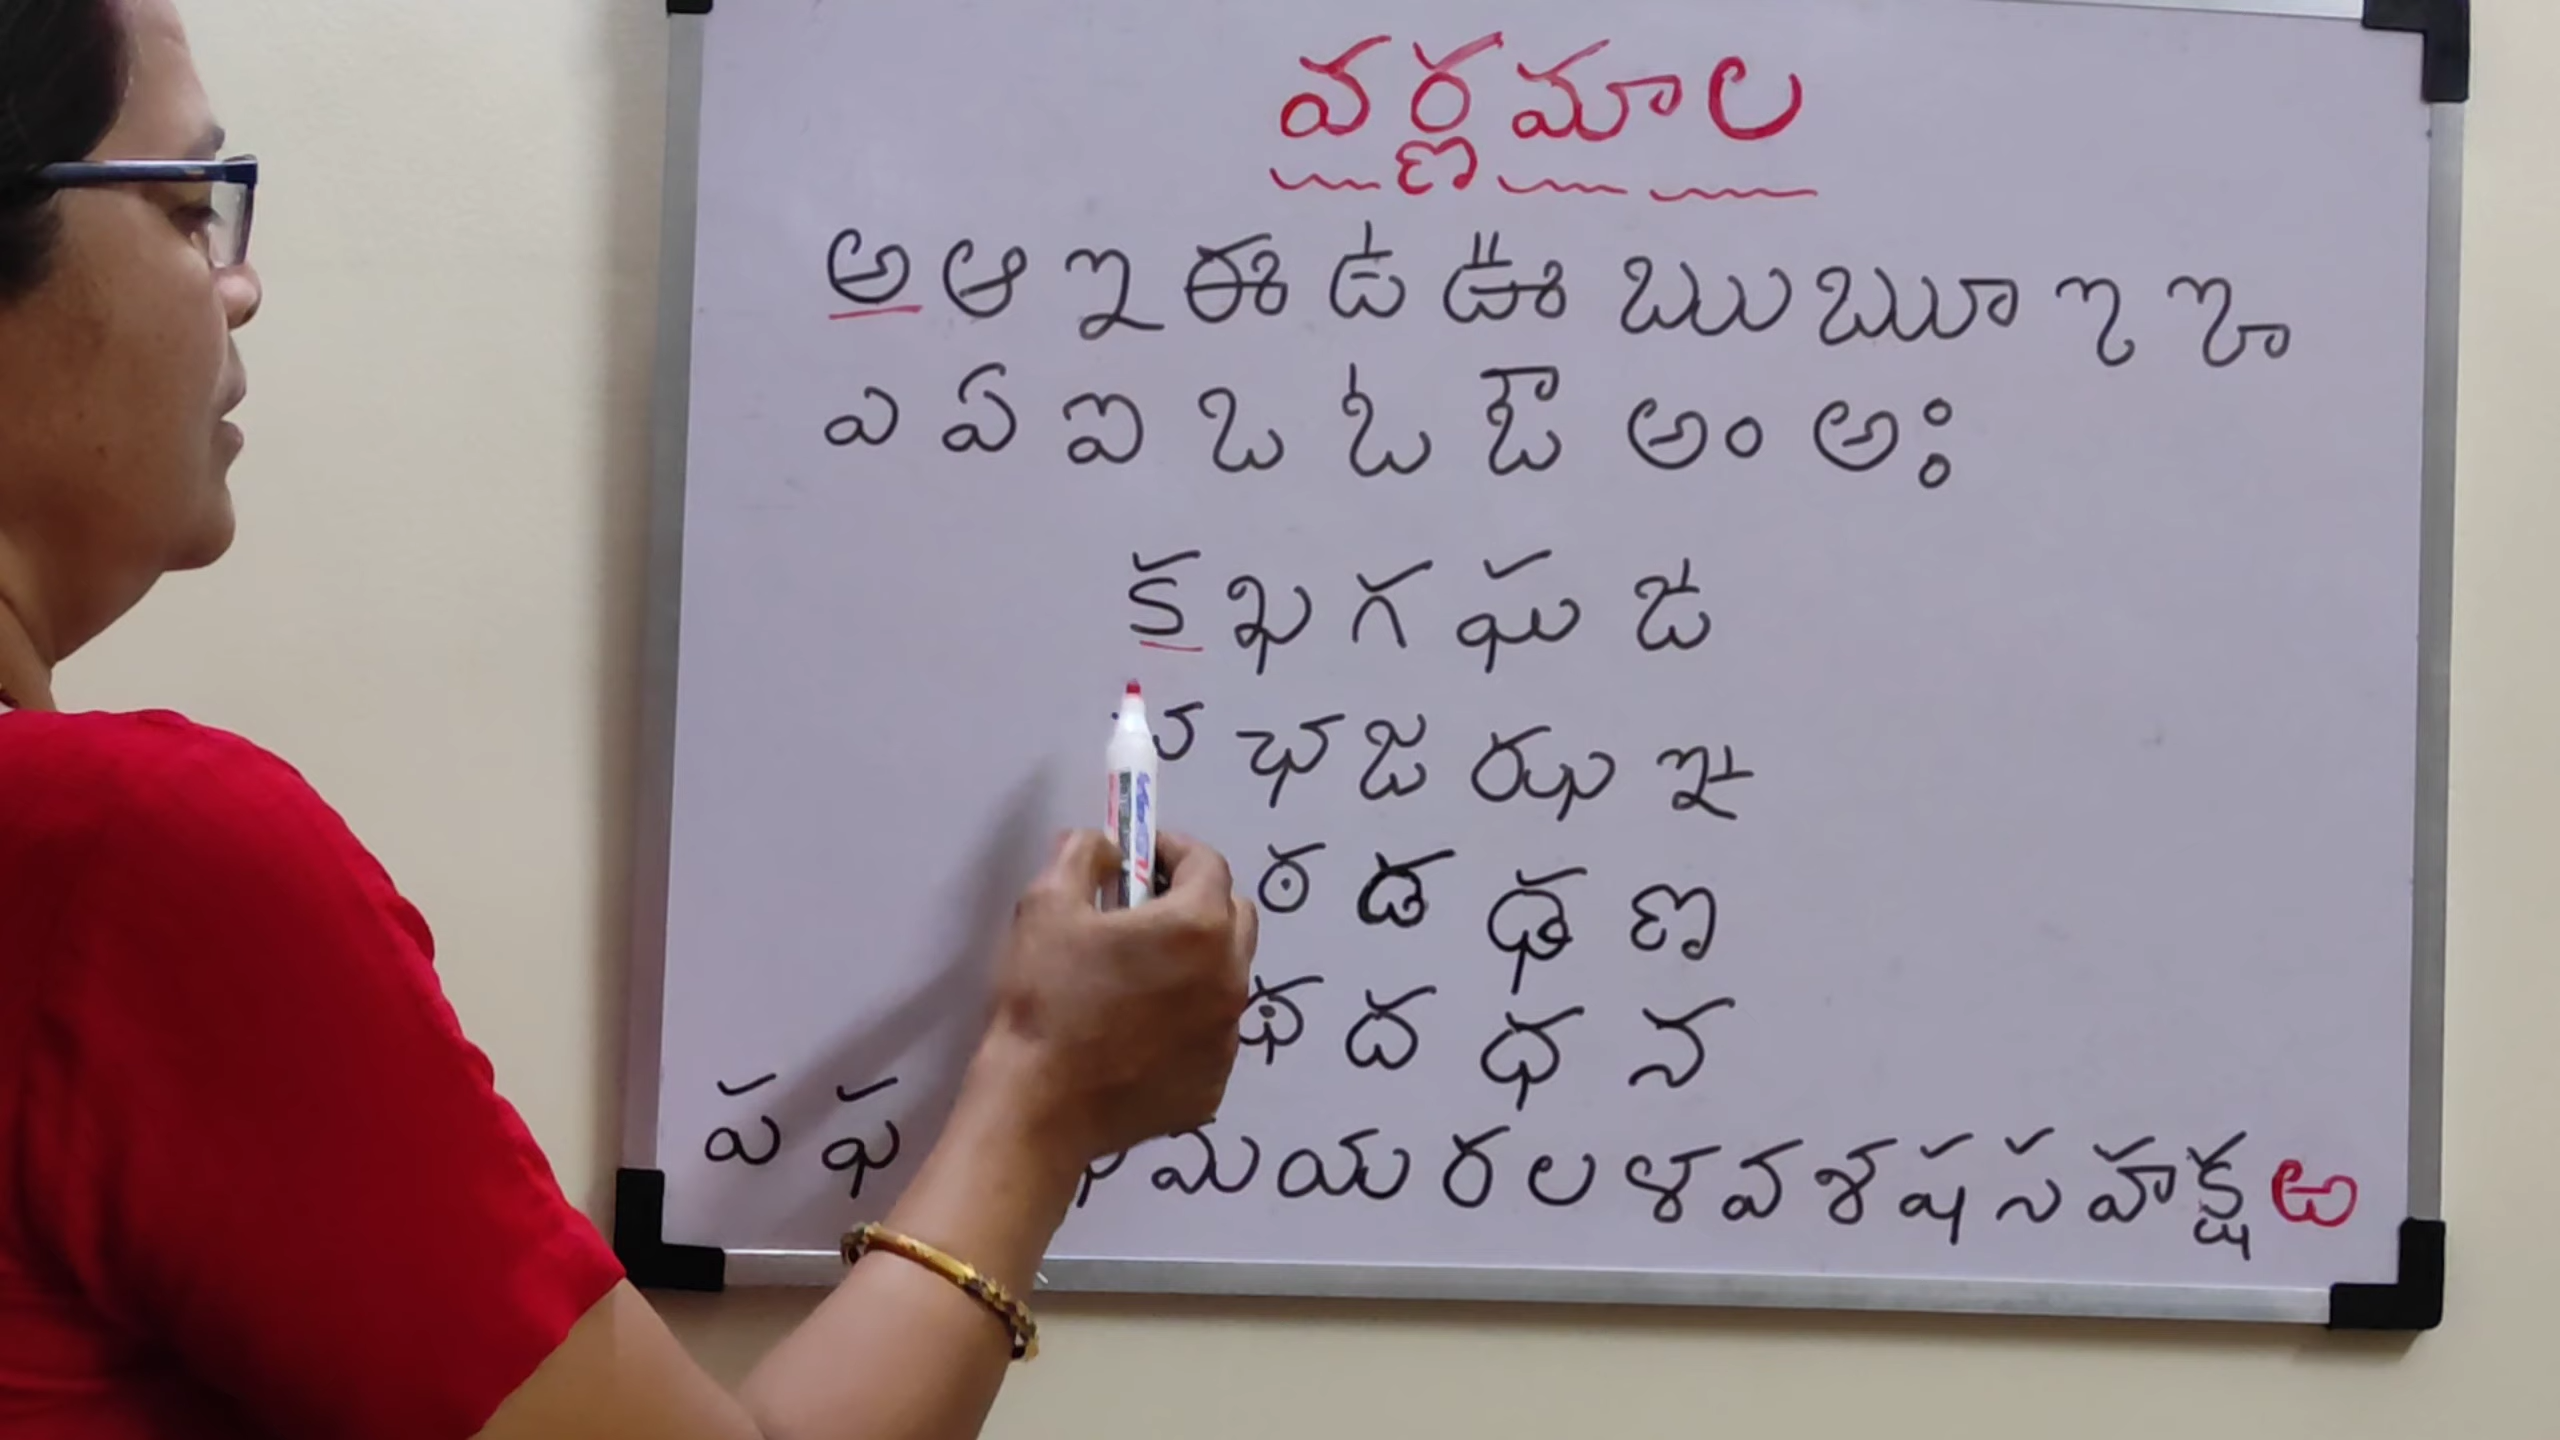 వర్ణమాల
అ ఆ ఇ ఈ ఉ ఊ ఋ ౠ ఌ ౡ
ఎ ఏ ఐ ఒ ఓ ఔ అం అః
క ఖ గ ఘ ఙ
ఛ జ ఝ ఞ
ఠ డ ఢ ణ
థ ద ధ న
ప ఫ మ య ర ల ళ వ శ ష స హ క్ష ఱ